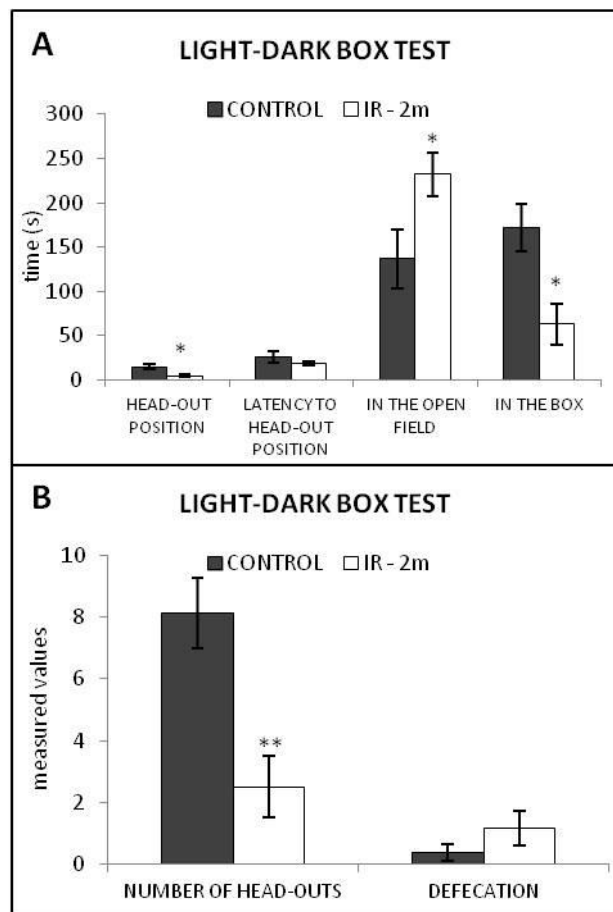 A
LIGHT-DARK BOX TEST
CONTROL IR - 2m
time (s)
300
250
200
150
100
50
0
*
*
*
HEAD-OUT
POSITION
LATENCY TO
HEAD-OUT
POSITION
IN THE OPEN
FIELD
IN THE BOX
B
LIGHT-DARK BOX TEST
CONTROL IR - 2m
measured values
10
8
6
4
2
0
**
NUMBER OF HEAD-OUTS
DEFECATION